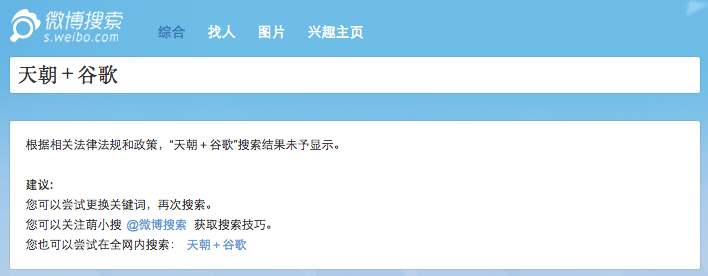 微博搜索
s.weibo.com
综合 找人 图片 兴趣主页
天朝+谷歌
根据相关法律法规和政策，“天朝+谷歌”搜索结果未予显示。
建议:
您可以尝试更换关键词，再次搜索。
您可以关注萌小搜 @微博搜索 获取搜索技巧。
您也可以尝试在全网内搜索： 天朝+谷歌